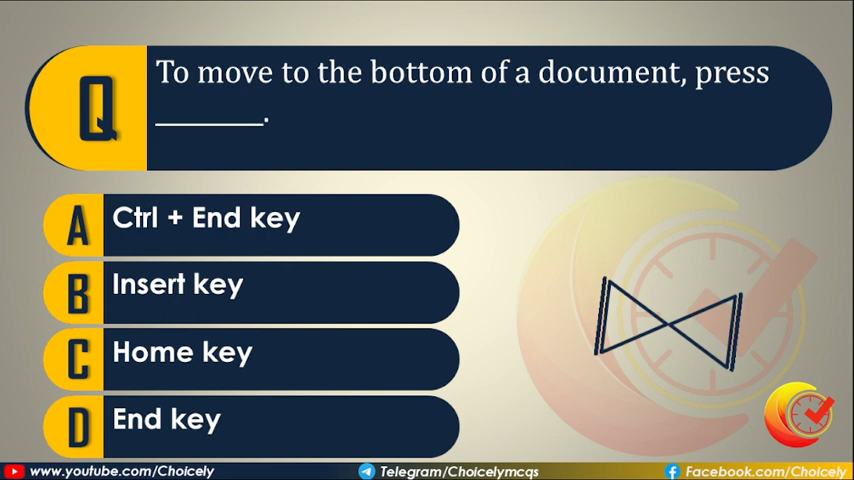 Q
To move to the bottom of a document, press
________.
A
Ctrl + End key
B
Insert key
C
Home key
D
End key
www.youtube.com/Choicely
Telegram/Choicelymcqs
Facebook.com/Choicely